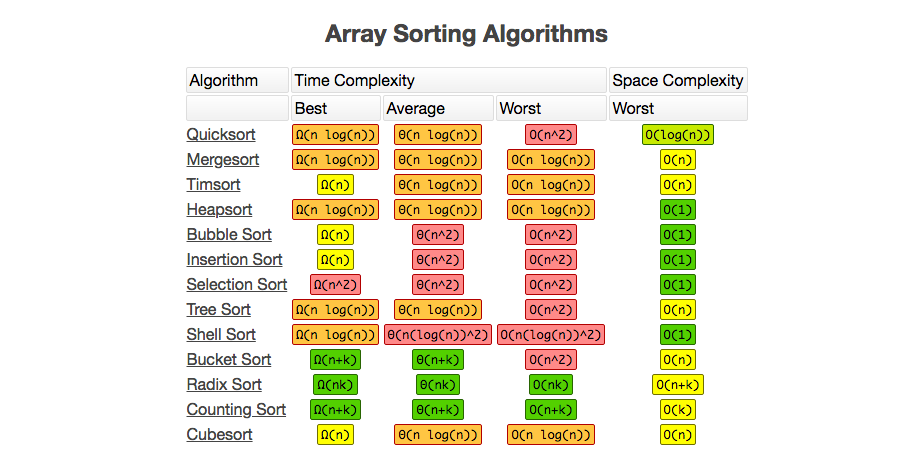 Array Sorting Algorithms
Algorithm Time Complexity Space Complexity
Best Average Worst Worst
Quicksort Ω(n log(n)) θ(n log(n)) O(n^2) O(log(n))
Mergesort Ω(n log(n)) θ(n log(n)) O(n log(n)) O(n)
Timsort Ω(n) θ(n log(n)) O(n log(n)) O(n)
Heapsort Ω(n log(n)) θ(n log(n)) O(n log(n)) O(1)
Bubble Sort Ω(n) θ(n^2) O(n^2) O(1)
Insertion Sort Ω(n) θ(n^2) O(n^2) O(1)
Selection Sort Ω(n^2) θ(n^2) O(n^2) O(1)
Tree Sort Ω(n log(n)) θ(n log(n)) O(n^2) O(n)
Shell Sort Ω(n log(n)) θ(n(log(n))^2) O(n(log(n))^2) O(1)
Bucket Sort Ω(n+k) θ(n+k) O(n^2) O(n)
Radix Sort Ω(nk) θ(nk) O(nk) O(n+k)
Counting Sort Ω(n+k) θ(n+k) O(n+k) O(k)
Cubesort Ω(n) θ(n log(n)) O(n log(n)) O(n)